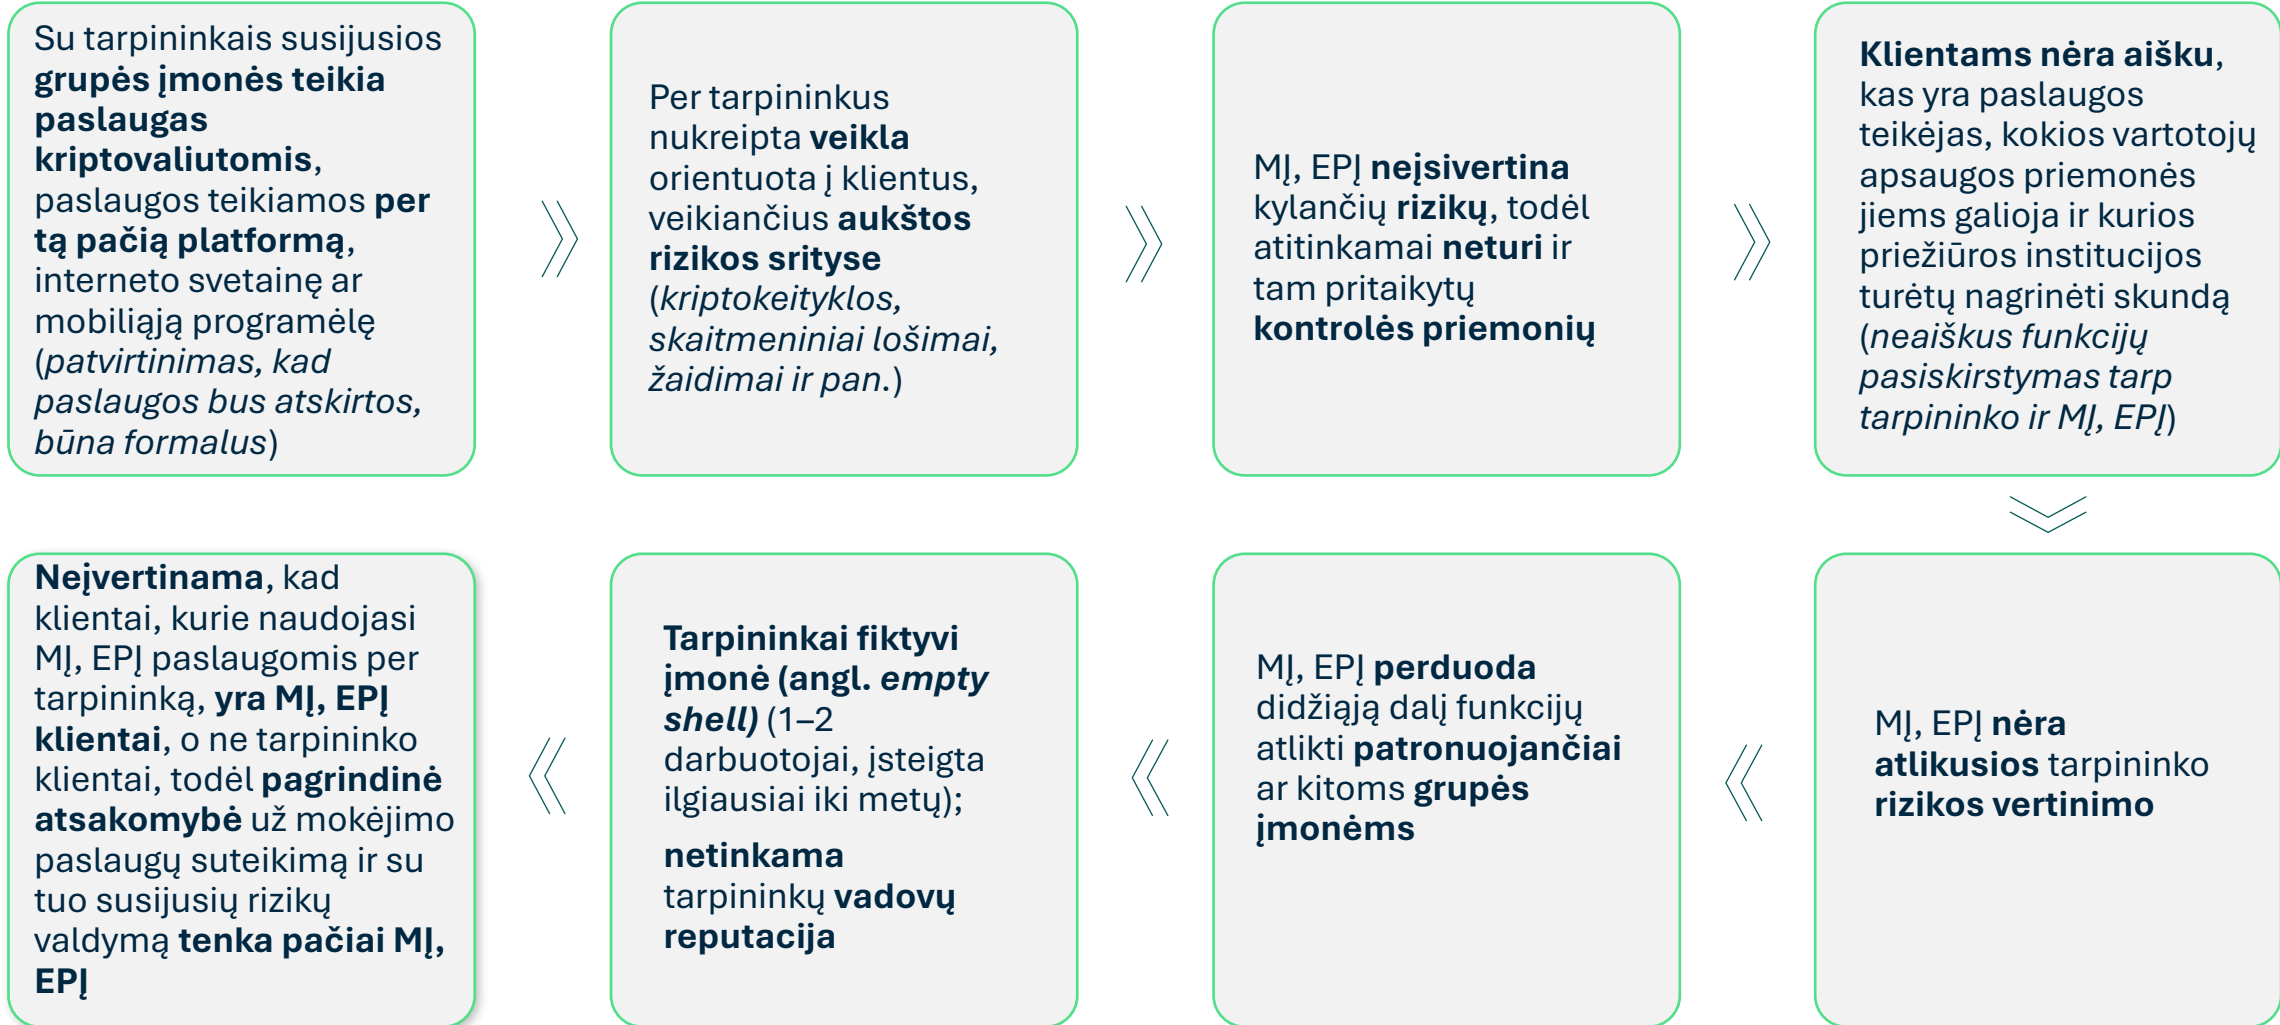 Su tarpininkais susijusios
grupės įmonės teikia
paslaugas
kriptovaliutomis,
paslaugos teikiamos per
tą pačią platformą,
interneto svetainę ar
mobiliąją programėlę
(patvirtinimas, kad
paslaugos bus atskirtos,
būna formalus)
Per tarpininkus
nukreipta veikla
orientuota į klientus,
veikiančius aukštos
rizikos srityse
(kriptokeityklos,
skaitmeniniai lošimai,
žaidimai ir pan.)
MĮ, EPĮ neįsivertina
kylančių rizikų, todėl
atitinkamai neturi ir
tam pritaikytų
kontrolės priemonių
Klientams nėra aišku,
kas yra paslaugos
teikėjas, kokios vartotojų
apsaugos priemonės
jiems galioja ir kurios
priežiūros institucijos
turėtų nagrinėti skundą
(neaiškus funkcijų
pasiskirstymas tarp
tarpininko ir MĮ, EPĮ)
MĮ, EPĮ nėra
atlikusios tarpininko
rizikos vertinimo
MĮ, EPĮ perduoda
didžiąją dalį funkcijų
atlikti patronuojančiai
ar kitoms grupės
įmonėms
Tarpininkai fiktyvi
įmonė (angl. empty
shell) (1–2
darbuotojai, įsteigta
ilgiausiai iki metų);
netinkama
tarpininkų vadovų
reputacija
Neįvertinama, kad
klientai, kurie naudojasi
MĮ, EPĮ paslaugomis per
tarpininką, yra MĮ, EPĮ
klientai, o ne tarpininko
klientai, todėl pagrindinė
atsakomybė už mokėjimo
paslaugų suteikimą ir su
tuo susijusių rizikų
valdymą tenka pačiai MĮ,
EPĮ